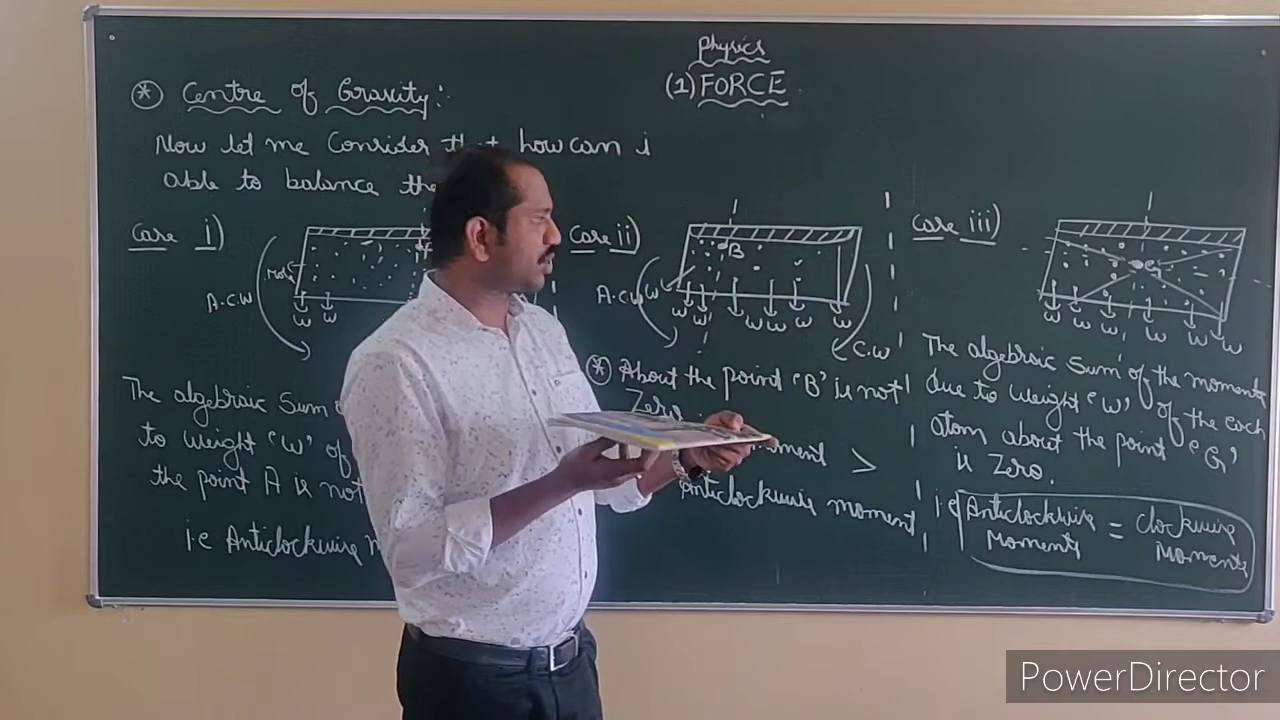 Physics
(1) FORCE
* Centre of Gravity:
Now let me Consider that how can i
able to balance the
Case i)
A.C.W
W W
Case ii)
B
A.C.W W
W W W W W W
C.W
Case iii)
G
W W W W W W
The algebraic Sum
to weight 'W' of
the point A is not
i.e Anticlockwise
* About the point 'B' is not
Zero.
moment >
Anticlockwise moment
The algebraic Sum of the moments
due to weight 'W' of the each
atom about the point 'G'
is Zero.
i.e Anticlockwise = clockwise
Moments Moments
PowerDirector